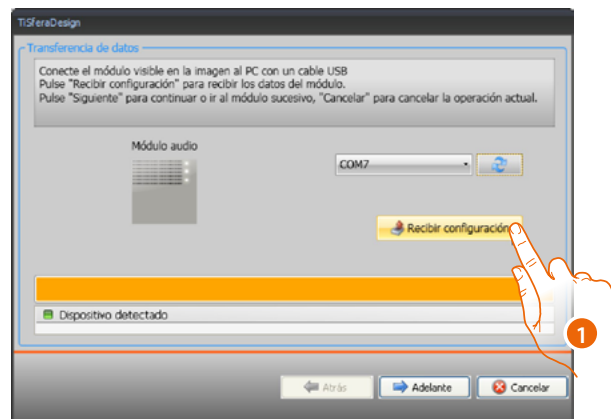 TiSferaDesign
Transferencia de datos
Conecte el módulo visible en la imagen al PC con un cable USB
Pulse "Recibir configuración" para recibir los datos del módulo.
Pulse "Siguiente" para continuar o ir al módulo sucesivo, "Cancelar" para cancelar la operación actual.
Módulo audio
COM7
Recibir configuración
Dispositivo detectado
1
Atrás
Adelante
Cancelar